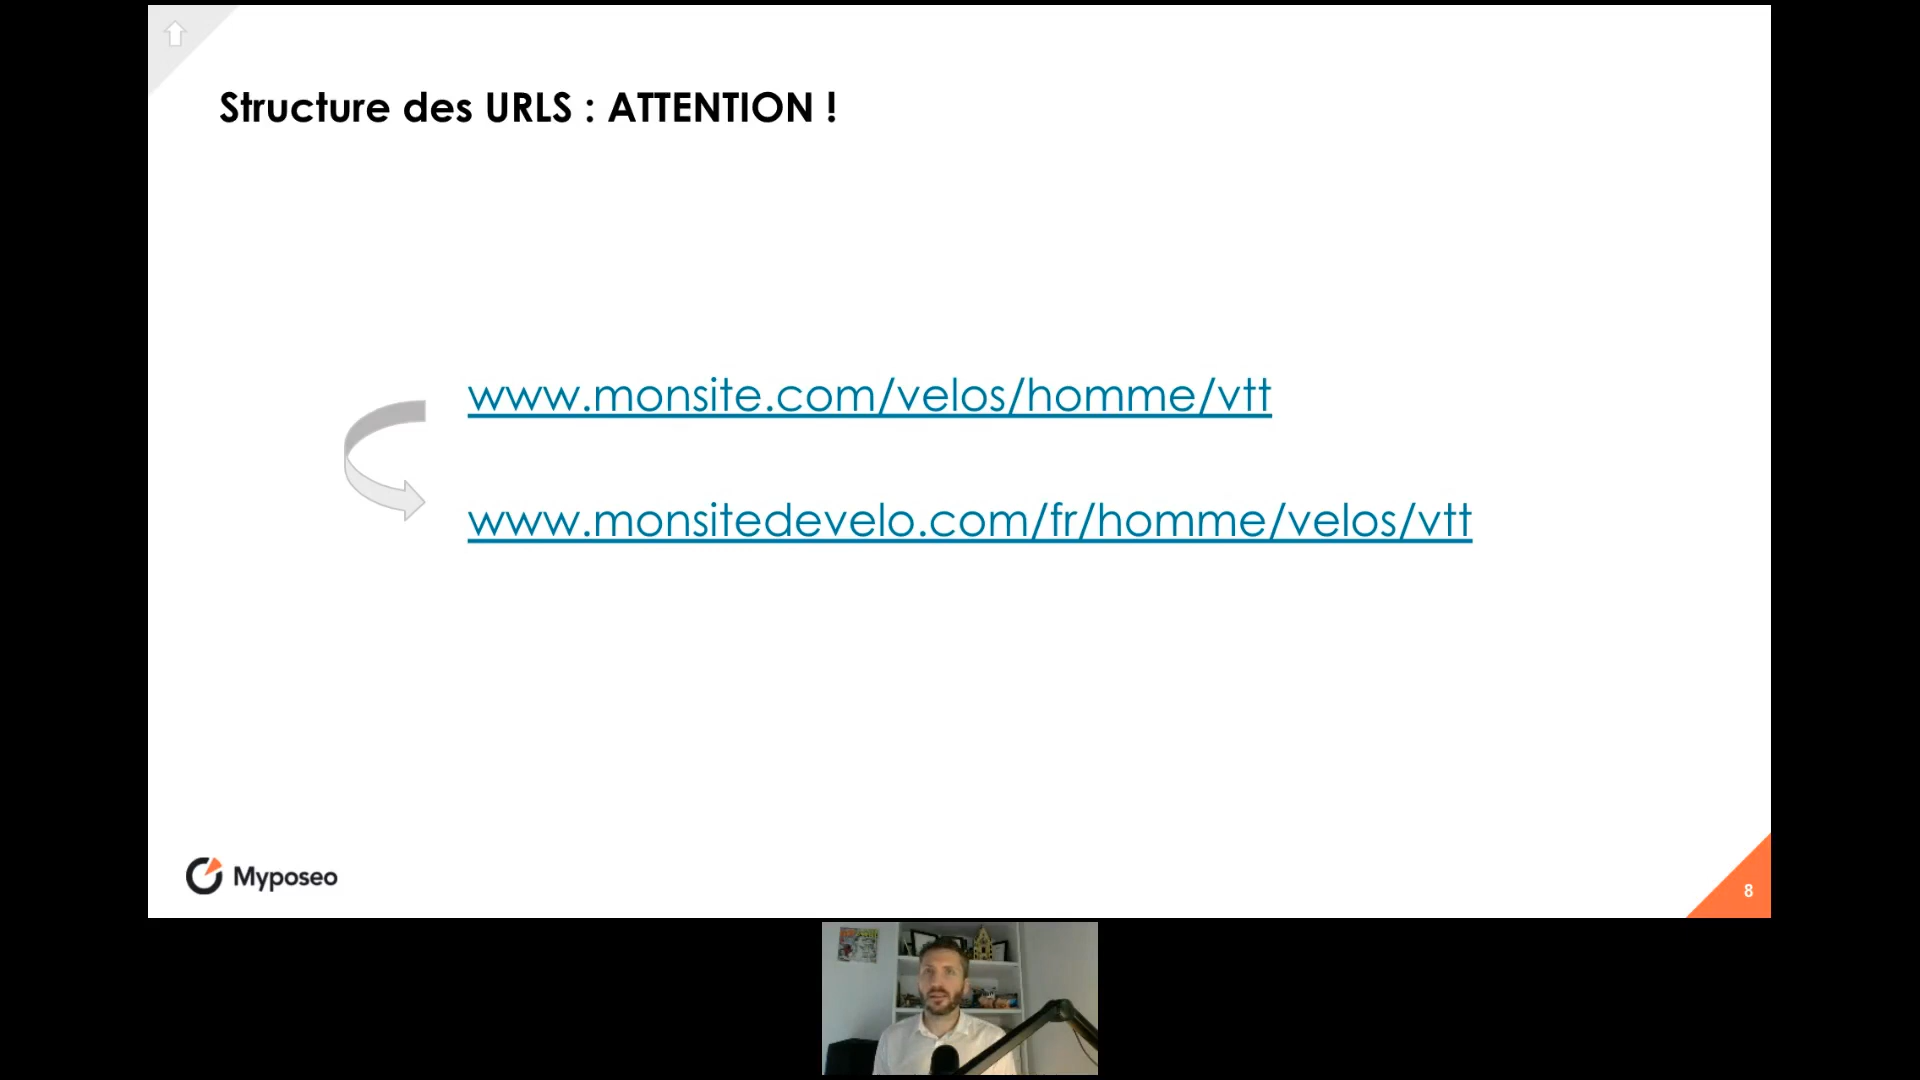 Structure des URLS : ATTENTION !
www.monsite.com/velos/homme/vtt
www.monsitedevelo.com/fr/homme/velos/vtt
Myposeo
8